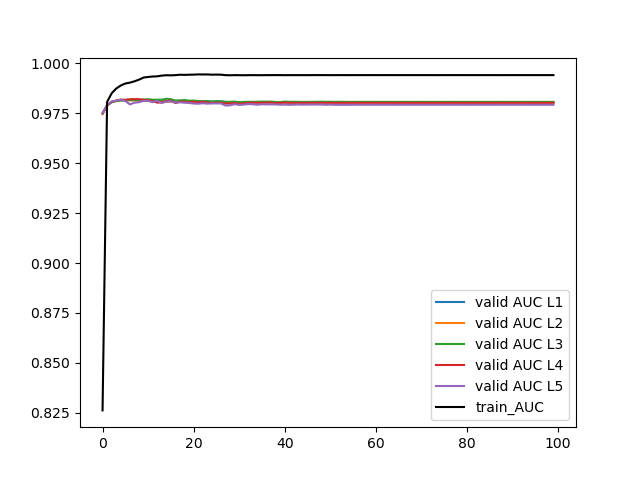 1.000
0.975
0.950
0.925
0.900
0.875
0.850
0.825
0
20
40
60
80
100
valid AUC L1
valid AUC L2
valid AUC L3
valid AUC L4
valid AUC L5
train_AUC